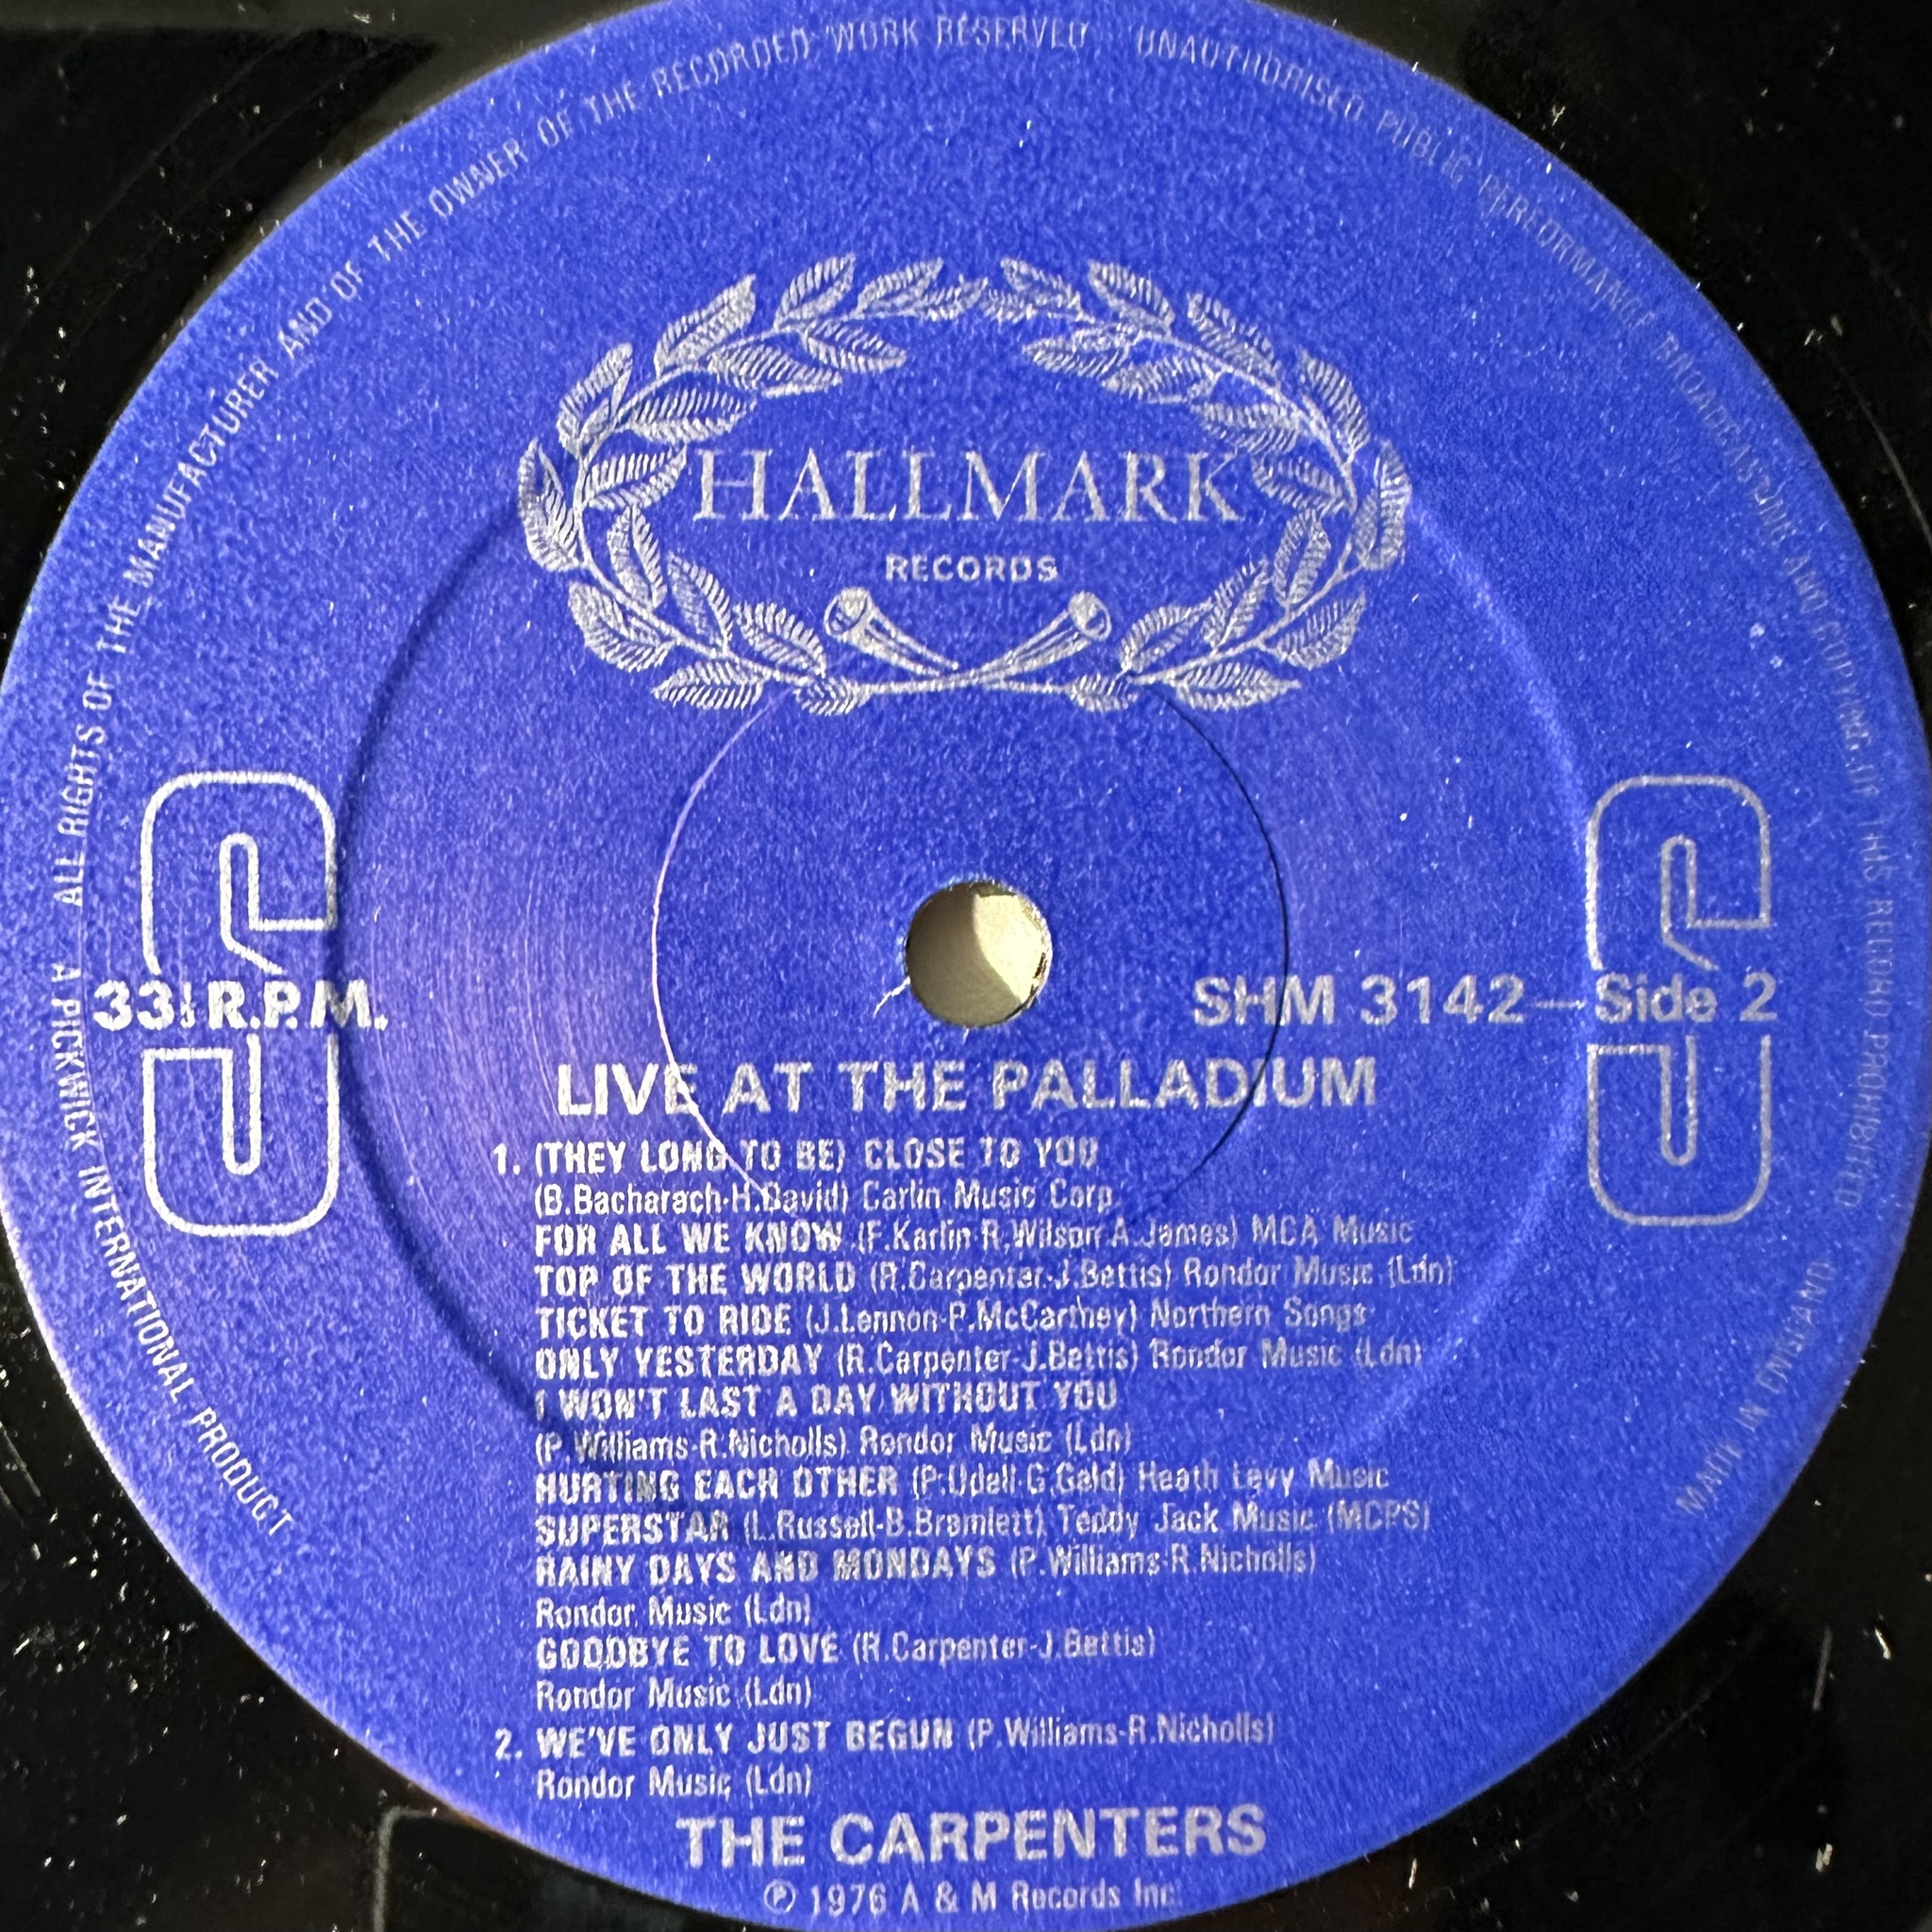 ALL RIGHTS OF THE MANUFACTURER AND OF THE OWNER OF THE RECORDED WORK RESERVED UNAUTHORISED PUBLIC PERFORMANCE BROADCASTING AND COPYING OF THIS RECORD PROHIBITED
HALLMARK
RECORDS
33⅓ R.P.M.
SHM 3142—Side 2
LIVE AT THE PALLADIUM
1. (THEY LONG TO BE) CLOSE TO YOU
(B.Bacharach-H.David) Carlin Music Corp.
FOR ALL WE KNOW (F.Karlin-R.Wilson-A.James) MCA Music
TOP OF THE WORLD (R.Carpenter-J.Bettis) Rondor Music (Ldn)
TICKET TO RIDE (J.Lennon-P.McCartney) Northern Songs
ONLY YESTERDAY (R.Carpenter-J.Bettis) Rondor Music (Ldn)
I WON'T LAST A DAY WITHOUT YOU
(P.Williams-R.Nicholls) Rondor Music (Ldn)
HURTING EACH OTHER (P.Udell-G.Geld) Heath Levy Music
SUPERSTAR (L.Russell-B.Bramlett) Teddy Jack Music (MCPS)
RAINY DAYS AND MONDAYS (P.Williams-R.Nicholls)
Rondor Music (Ldn)
GOODBYE TO LOVE (R.Carpenter-J.Bettis)
Rondor Music (Ldn)
2. WE'VE ONLY JUST BEGUN (P.Williams-R.Nicholls)
Rondor Music (Ldn)
THE CARPENTERS
℗ 1976 A & M Records Inc.
A PICKWICK INTERNATIONAL PRODUCT
MADE IN ENGLAND